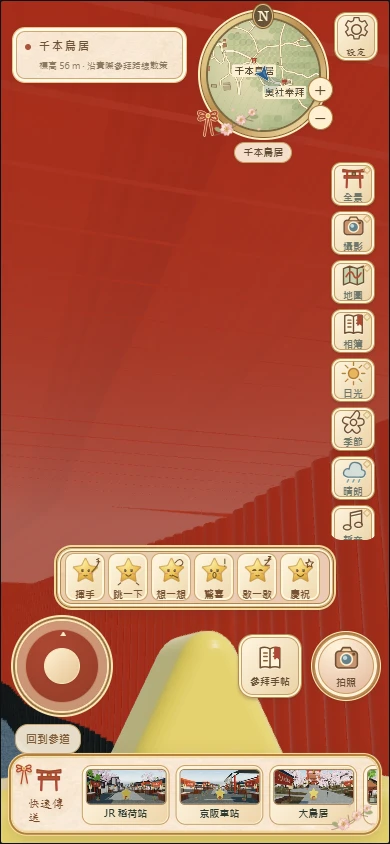 千本鳥居
標高 56 m · 沿實際參拜路線散策
N
千本鳥居
奧社奉拜
+
−
設定
千本鳥居
全景
攝影
地圖
相簿
日光
季節
晴朗
揮手
跳一下
想一想
驚喜
歇一歇
慶祝
參拜手帖
拍照
回到參道
快速傳送
JR 稲荷站
京阪車站
大鳥居